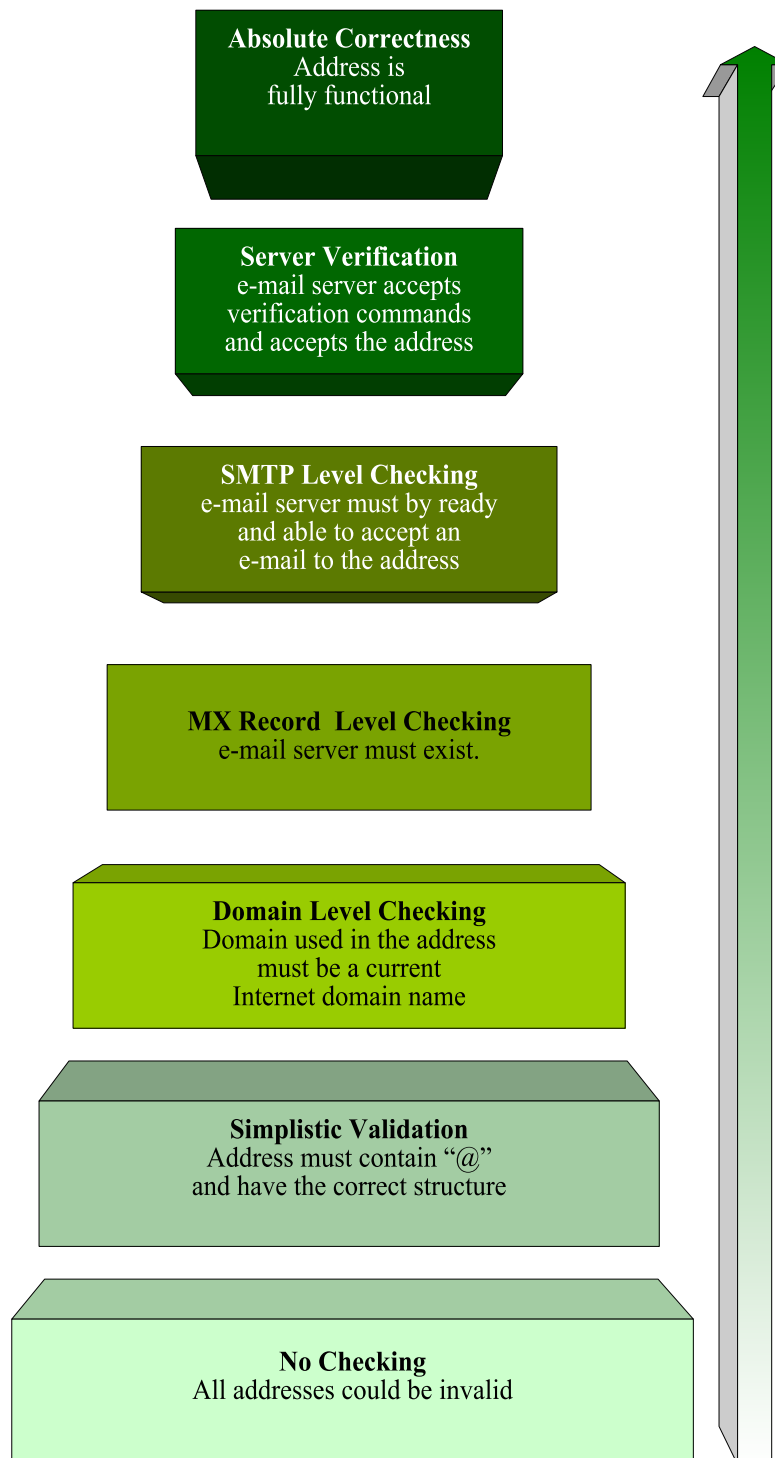 Absolute Correctness
Address is
fully functional
Server Verification
e-mail server accepts
verification commands
and accepts the address
SMTP Level Checking
e-mail server must by ready
and able to accept an
e-mail to the address
MX Record  Level Checking
e-mail server must exist.
Domain Level Checking
Domain used in the address
must be a current
Internet domain name
Simplistic Validation
Address must contain “@”
and have the correct structure
No Checking
All addresses could be invalid